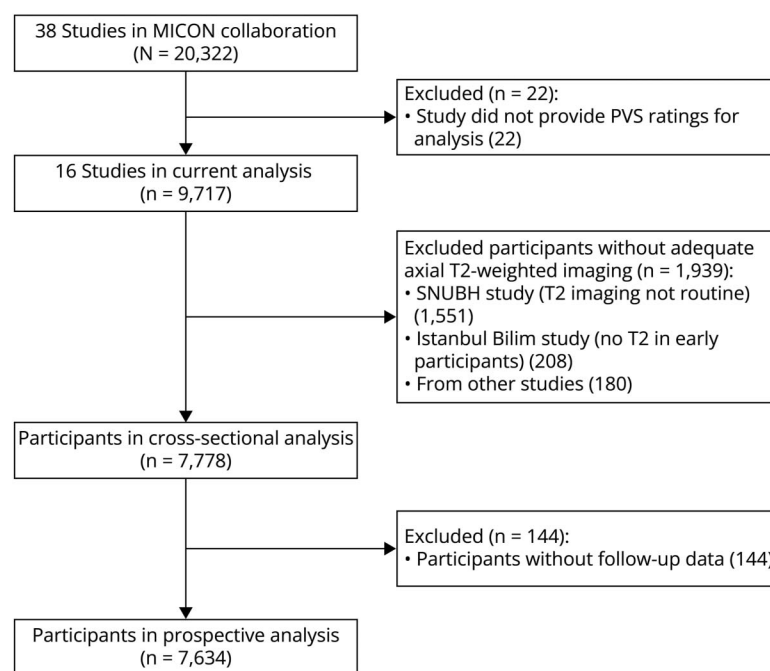 38 Studies in MICON collaboration
(N = 20,322)
Excluded (n = 22):
• Study did not provide PVS ratings for
analysis (22)
16 Studies in current analysis
(n = 9,717)
Excluded participants without adequate
axial T2-weighted imaging (n = 1,939):
• SNUBH study (T2 imaging not routine)
(1,551)
• Istanbul Bilim study (no T2 in early
participants) (208)
• From other studies (180)
Participants in cross-sectional analysis
(n = 7,778)
Excluded (n = 144):
• Participants without follow-up data (144)
Participants in prospective analysis
(n = 7,634)